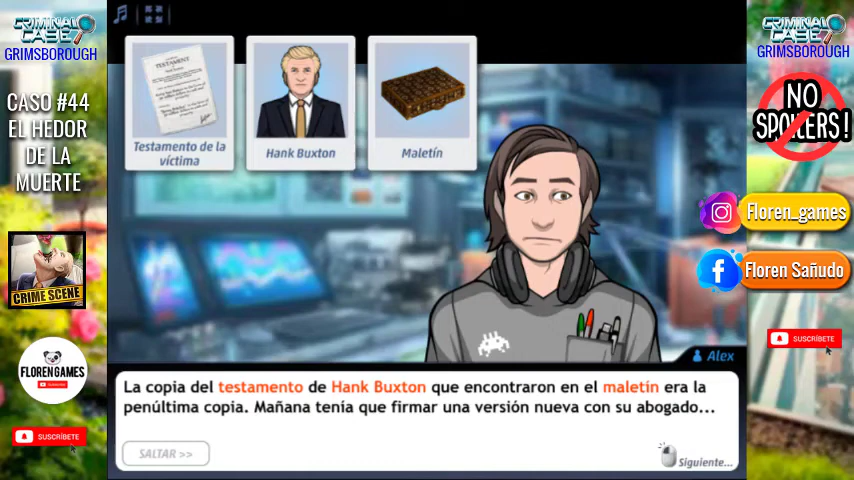 CRIMINAL CASE
GRIMSBOROUGH
CASO #44
EL HEDOR
DE LA
MUERTE
CRIME SCENE
FLOREN GAMES
SUSCRÍBETE
TESTAMENTO
Testamento de la
víctima
Hank Buxton
Maletín
Alex
La copia del testamento de Hank Buxton que encontraron en el maletín era la
penúltima copia. Mañana tenía que firmar una versión nueva con su abogado...
SALTAR >>
Siguiente...
CRIMINAL CASE
GRIMSBOROUGH
NO
SPOILERS!
Floren_games
Floren Sañudo
SUSCRÍBETE